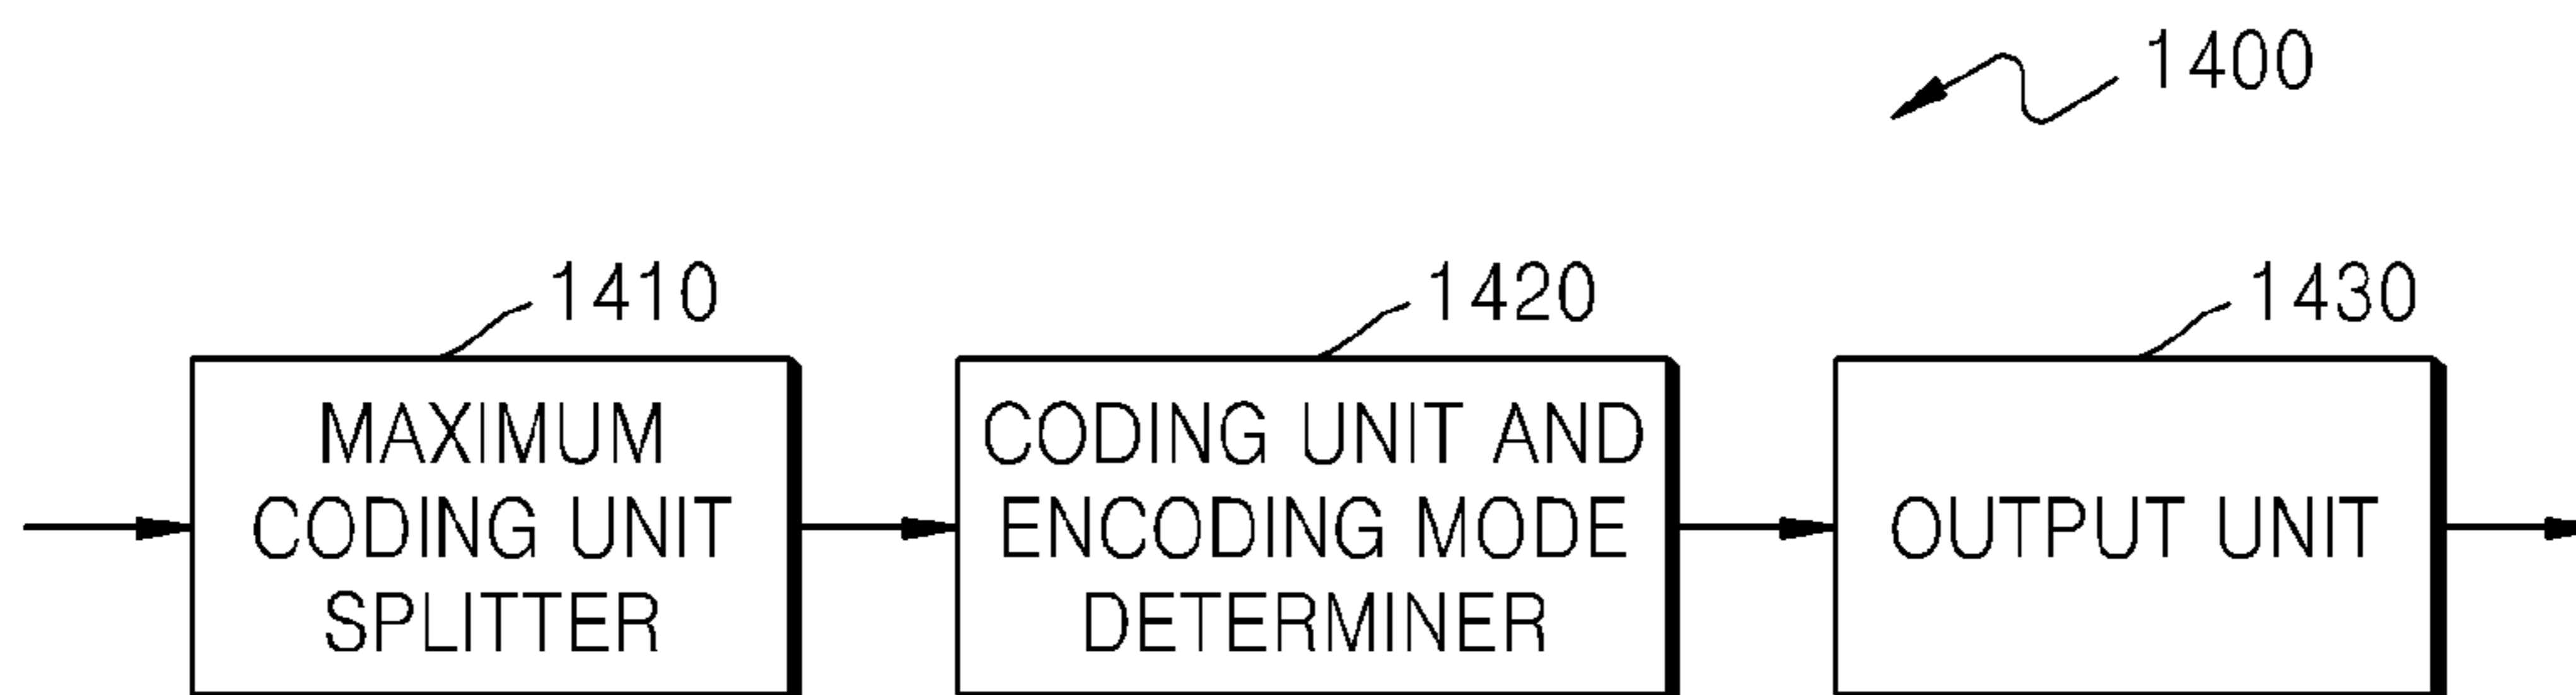 1400
1410
1420
1430
MAXIMUM
CODING UNIT
SPLITTER
CODING UNIT AND
ENCODING MODE
DETERMINER
OUTPUT UNIT